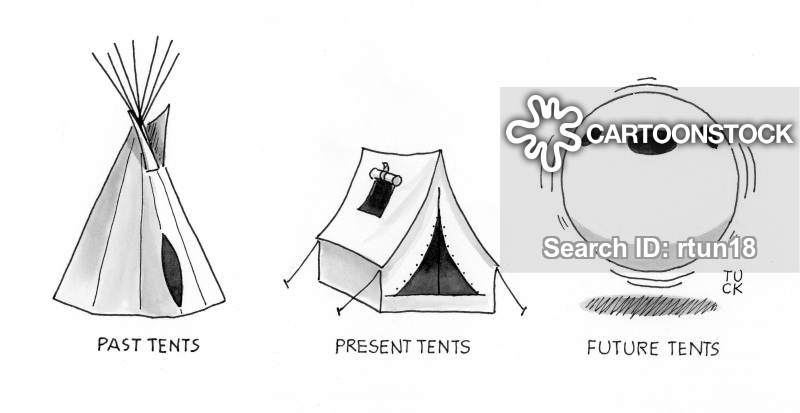 CARTOONSTOCK
Search ID: rtun18
TU
CK
PAST TENTS
PRESENT TENTS
FUTURE TENTS